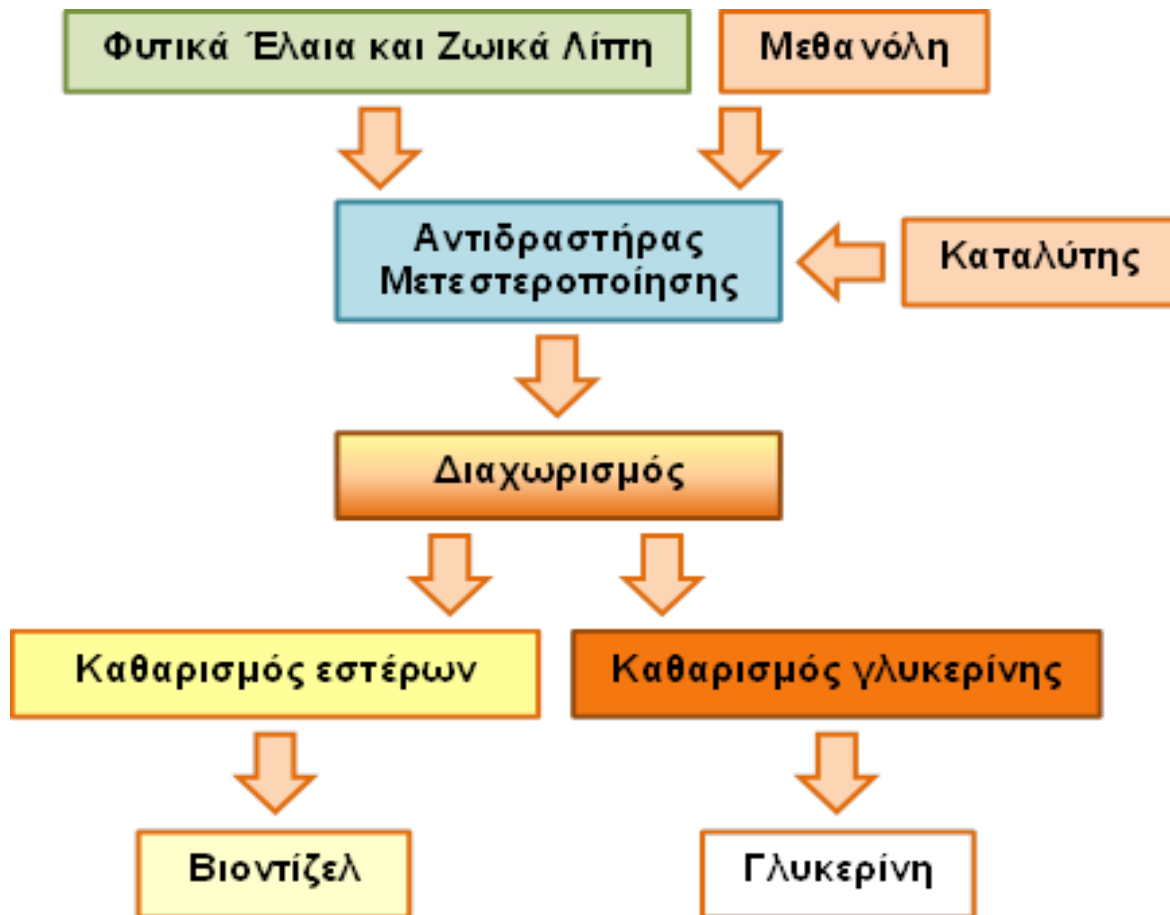 Φυτικά Έλαια και Ζωικά Λίπη
Μεθανόλη
Αντιδραστήρας
Μετεστεροποίησης
Καταλύτης
Διαχωρισμός
Καθαρισμός εστέρων
Καθαρισμός γλυκερίνης
Βιοντίζελ
Γλυκερίνη